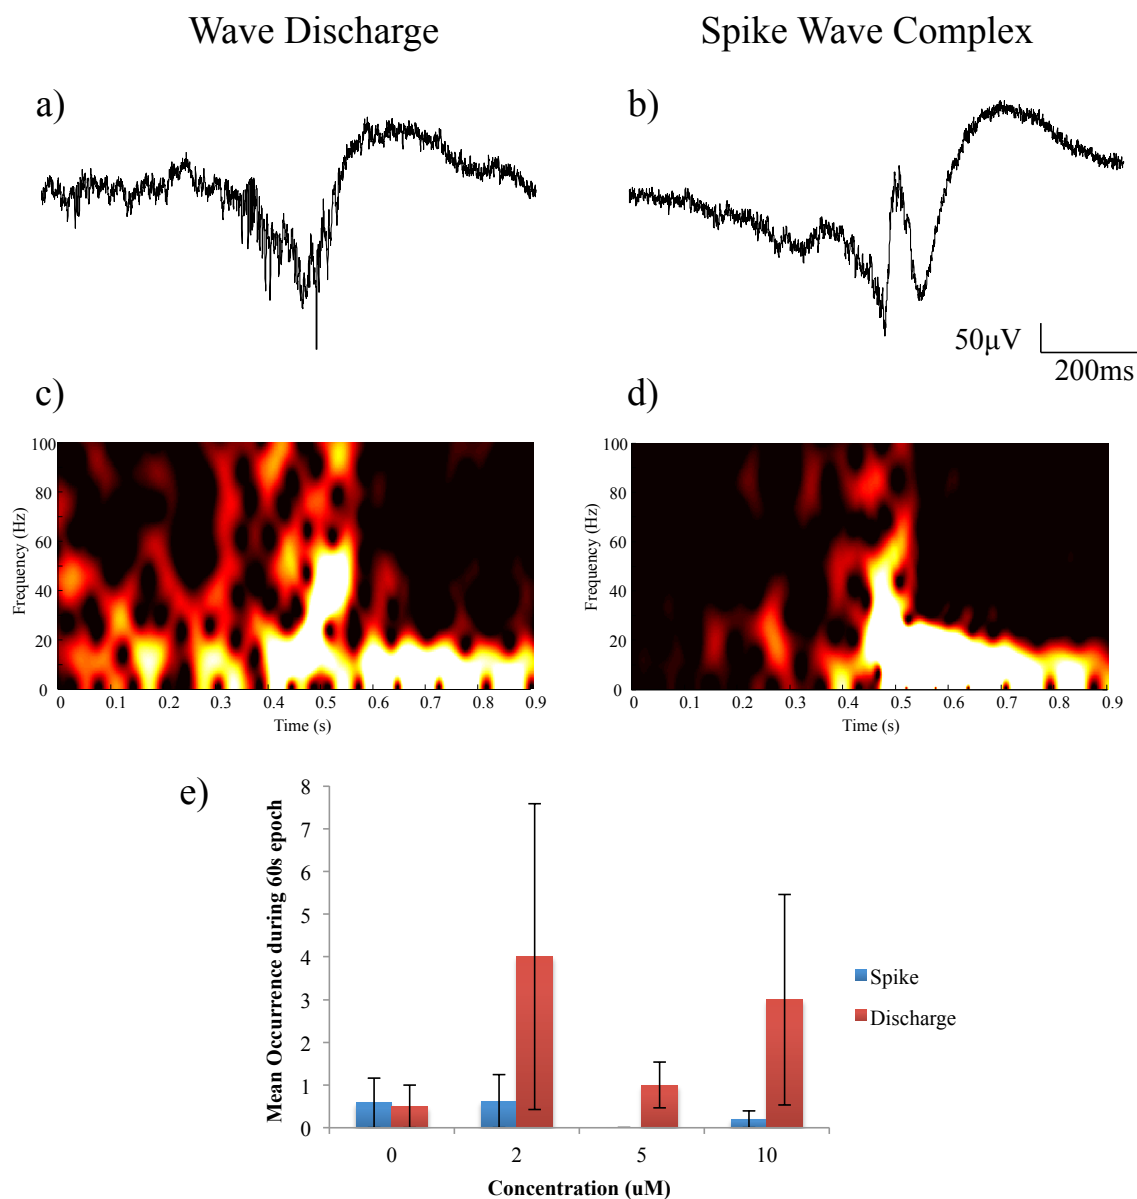 Wave Discharge
Spike Wave Complex
a)
b)
50μV
200ms
c)
d)
100
80
60
40
20
0
Frequency (Hz)
0 0.1 0.2 0.3 0.4 0.5 0.6 0.7 0.8 0.9
Time (s)
100
80
60
40
20
0
Frequency (Hz)
0 0.1 0.2 0.3 0.4 0.5 0.6 0.7 0.8 0.9
Time (s)
e)
8
7
6
5
4
3
2
1
0
Mean Occurrence during 60s epoch
0 2 5 10
Concentration (uM)
Spike
Discharge